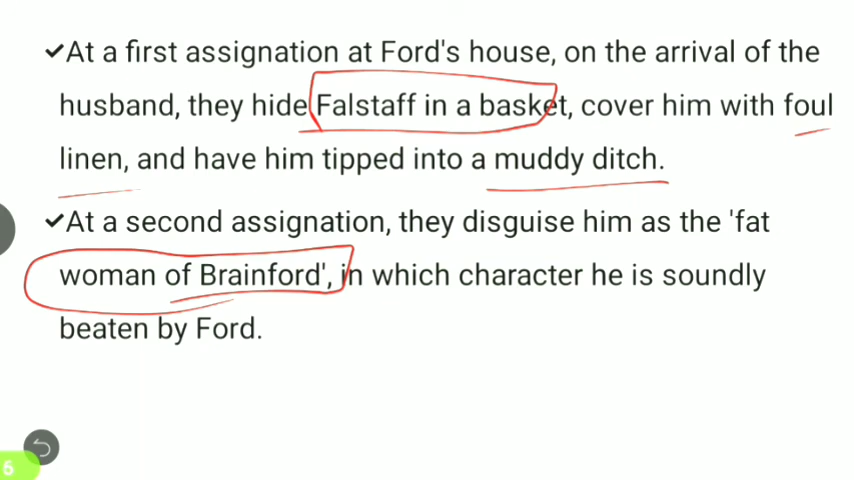 ✓At a first assignation at Ford's house, on the arrival of the
husband, they hide Falstaff in a basket, cover him with foul
linen, and have him tipped into a muddy ditch.
✓At a second assignation, they disguise him as the 'fat
woman of Brainford', in which character he is soundly
beaten by Ford.
6